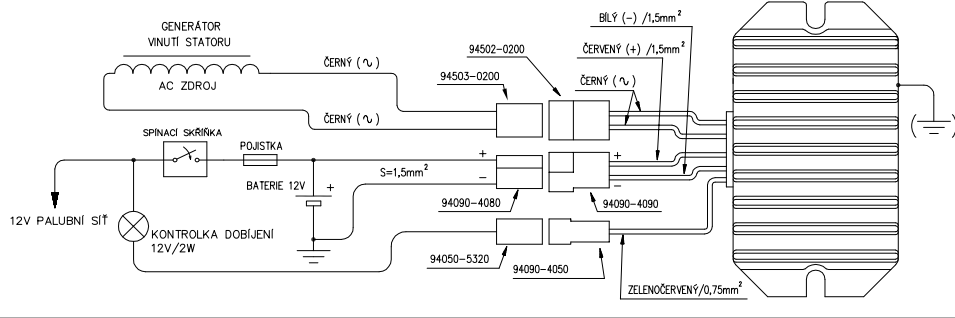 GENERÁTOR
VINUTÍ STATORU
AC ZDROJ
ČERNÝ (∿)
ČERNÝ (∿)
94503-0200
94502-0200
BÍLÝ (-) /1,5mm²
ČERVENÝ (+) /1,5mm²
ČERNÝ (∿)
SPÍNACÍ SKŘÍŇKA
POJISTKA
BATERIE 12V
+
S=1,5mm²
+
-
+
-
94090-4080
94090-4090
12V PALUBNÍ SÍŤ
KONTROLKA DOBÍJENÍ
12V/2W
94050-5320
94090-4050
ZELENOČERVENÝ/0,75mm²
( )